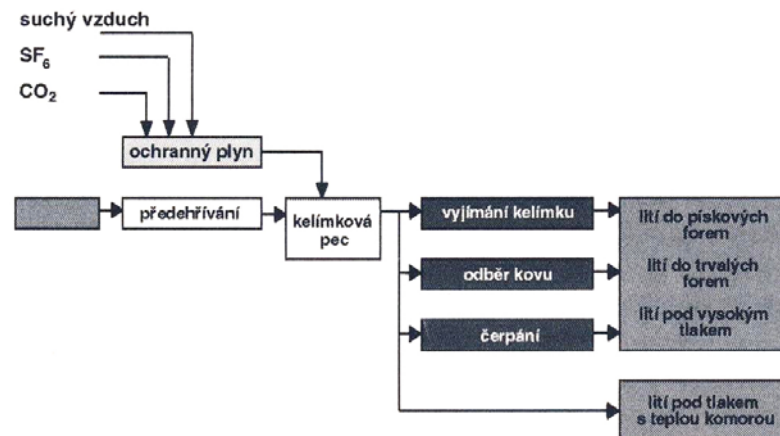 suchý vzduch
SF₆
CO₂
ochranný plyn
předehřívání
kelímková
pec
vyjímání kelímku
odběr kovu
čerpání
lití do pískových
forem
lití do trvalých
forem
lití pod vysokým
tlakem
lití pod tlakem
s teplou komorou